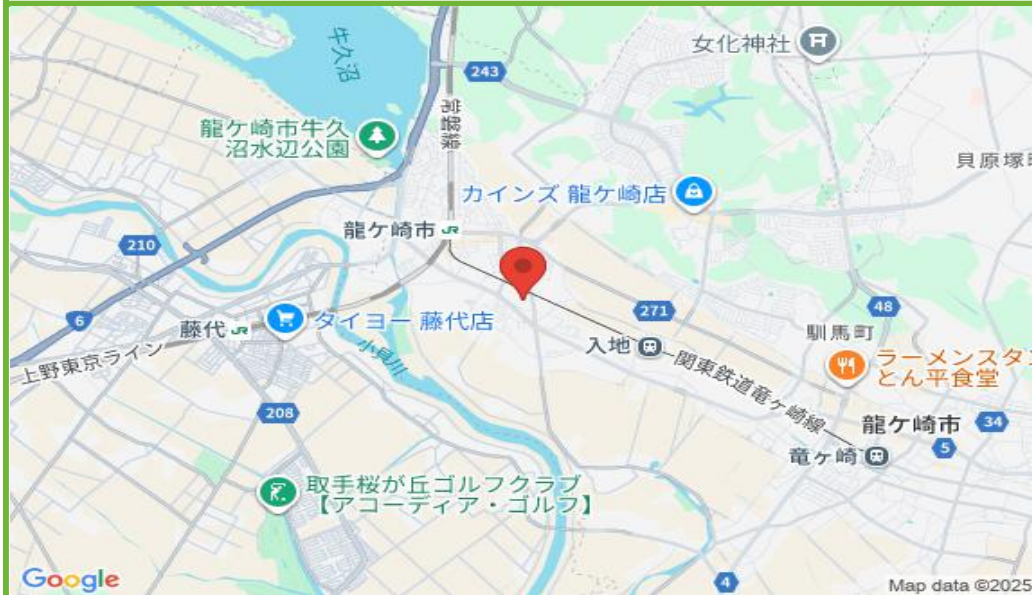 牛久沼
243
女化神社
常磐線
龍ケ崎市牛久
沼水辺公園
貝原塚町
カインズ 龍ケ崎店
龍ケ崎市 JR
210
271
48
6
藤代 JR
タイヨー 藤代店
馴馬町
上野東京ライン
小貝川
入地
関東鉄道竜ヶ崎線
ラーメンスタ
とん平食堂
208
龍ケ崎市
34
5
竜ヶ崎
取手桜が丘ゴルフクラブ
【アコーディア・ゴルフ】
4
Google
Map data ©2025